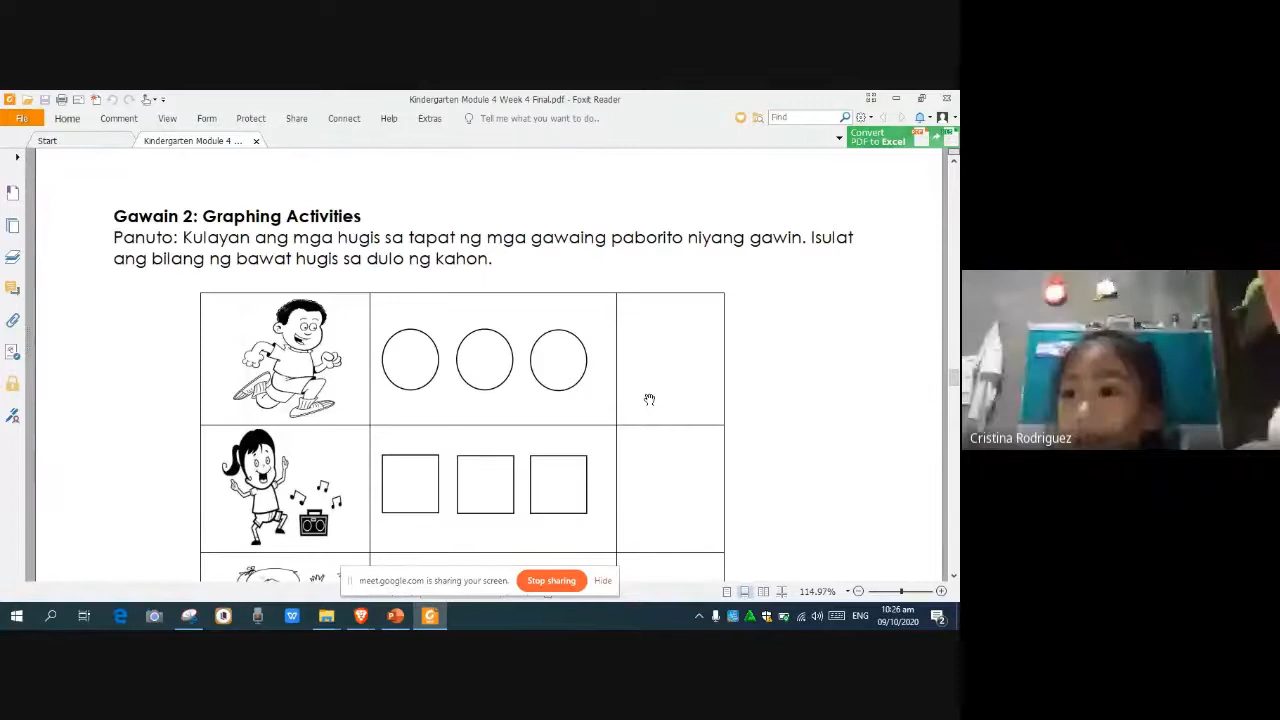 Kindergarten Module 4 Week 4 Final.pdf - Foxit Reader
File Home Comment View Form Protect Share Connect Help Extras Tell me what you want to do.. Find
Start Kindergarten Module 4 ... Convert
PDF to Excel
Gawain 2: Graphing Activities
Panuto: Kulayan ang mga hugis sa tapat ng mga gawaing paborito niyang gawin. Isulat
ang bilang ng bawat hugis sa dulo ng kahon.
Cristina Rodriguez
meet.google.com is sharing your screen. Stop sharing Hide
114.97%
ENG 10:26 am
09/10/2020
2